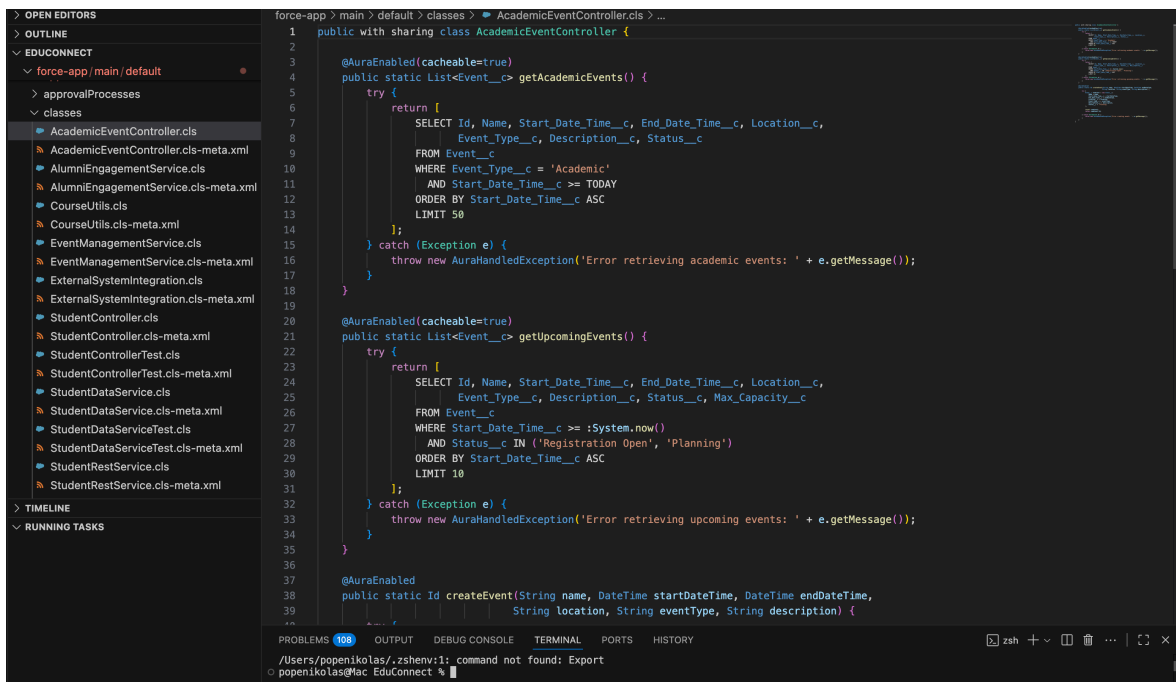 OPEN EDITORS
OUTLINE
EDUCONNECT
force-app/main/default
approvalProcesses
classes
AcademicEventController.cls
AcademicEventController.cls-meta.xml
AlumniEngagementService.cls
AlumniEngagementService.cls-meta.xml
CourseUtils.cls
CourseUtils.cls-meta.xml
EventManagementService.cls
EventManagementService.cls-meta.xml
ExternalSystemIntegration.cls
ExternalSystemIntegration.cls-meta.xml
StudentController.cls
StudentController.cls-meta.xml
StudentControllerTest.cls
StudentControllerTest.cls-meta.xml
StudentDataService.cls
StudentDataService.cls-meta.xml
StudentDataServiceTest.cls
StudentDataServiceTest.cls-meta.xml
StudentRestService.cls
StudentRestService.cls-meta.xml
TIMELINE
RUNNING TASKS
force-app > main > default > classes > AcademicEventController.cls > ...
1 public with sharing class AcademicEventController {
2
3 @AuraEnabled(cacheable=true)
4 public static List<Event__c> getAcademicEvents() {
5 try {
6 return [
7 SELECT Id, Name, Start_Date_Time__c, End_Date_Time__c, Location__c,
8 Event_Type__c, Description__c, Status__c
9 FROM Event__c
10 WHERE Event_Type__c = 'Academic'
11 AND Start_Date_Time__c >= TODAY
12 ORDER BY Start_Date_Time__c ASC
13 LIMIT 50
14 ];
15 } catch (Exception e) {
16 throw new AuraHandledException('Error retrieving academic events: ' + e.getMessage());
17 }
18 }
19
20 @AuraEnabled(cacheable=true)
21 public static List<Event__c> getUpcomingEvents() {
22 try {
23 return [
24 SELECT Id, Name, Start_Date_Time__c, End_Date_Time__c, Location__c,
25 Event_Type__c, Description__c, Status__c, Max_Capacity__c
26 FROM Event__c
27 WHERE Start_Date_Time__c >= :System.now()
28 AND Status__c IN ('Registration Open', 'Planning')
29 ORDER BY Start_Date_Time__c ASC
30 LIMIT 10
31 ];
32 } catch (Exception e) {
33 throw new AuraHandledException('Error retrieving upcoming events: ' + e.getMessage());
34 }
35 }
36
37 @AuraEnabled
38 public static Id createEvent(String name, DateTime startDateTime, DateTime endDateTime,
39 String location, String eventType, String description) {
PROBLEMS 108 OUTPUT DEBUG CONSOLE TERMINAL PORTS HISTORY zsh
/Users/popenikolas/.zshenv:1: command not found: Export
popenikolas@Mac EduConnect %